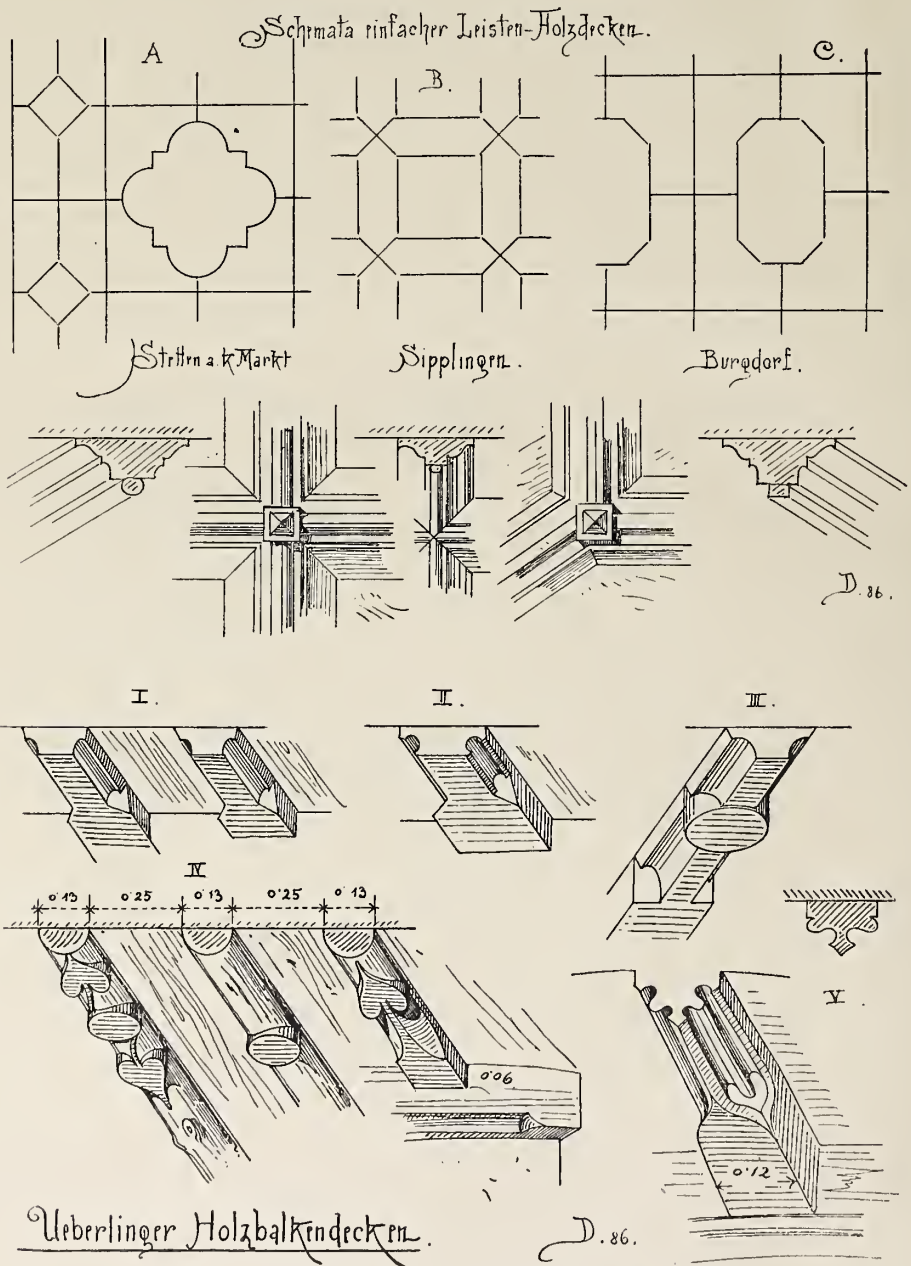 Schemata einfacher Leisten-Holzdecken.
A
B.
C.
Stetten a. k. Markt
Sipplingen.
Burgdorf.
D. 86.
I.
II.
III.
IV
0.13 0.25 0.13 0.25 0.13
0.06
V.
0.12
Ueberlinger Holzbalkendecken.
D. 86.